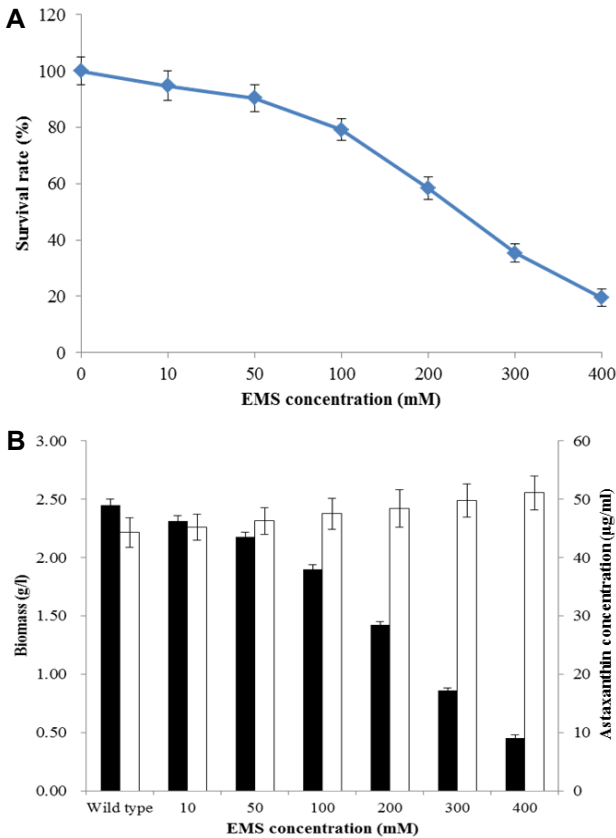 A
120
100
80
60
40
20
0
Survival rate (%)
0 10 50 100 200 300 400
EMS concentration (mM)
B
3.00
2.50
2.00
1.50
1.00
0.50
0.00
Biomass (g/l)
60
50
40
30
20
10
0
Astaxanthin concentration (µg/ml)
Wild type 10 50 100 200 300 400
EMS concentration (mM)